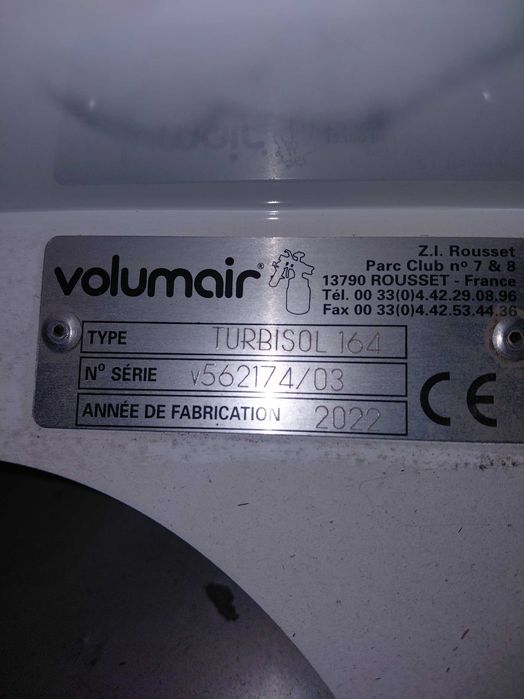 volumair®
Z.I. Rousset
Parc Club nº 7 & 8
13790 ROUSSET - France
Tél. 00 33(0)4.42.29.08.96
Fax 00 33(0)4.42.53.44.36
TYPE TURBISOL 164
Nº SÉRIE v562174/03
ANNÉE DE FABRICATION 2022
CE